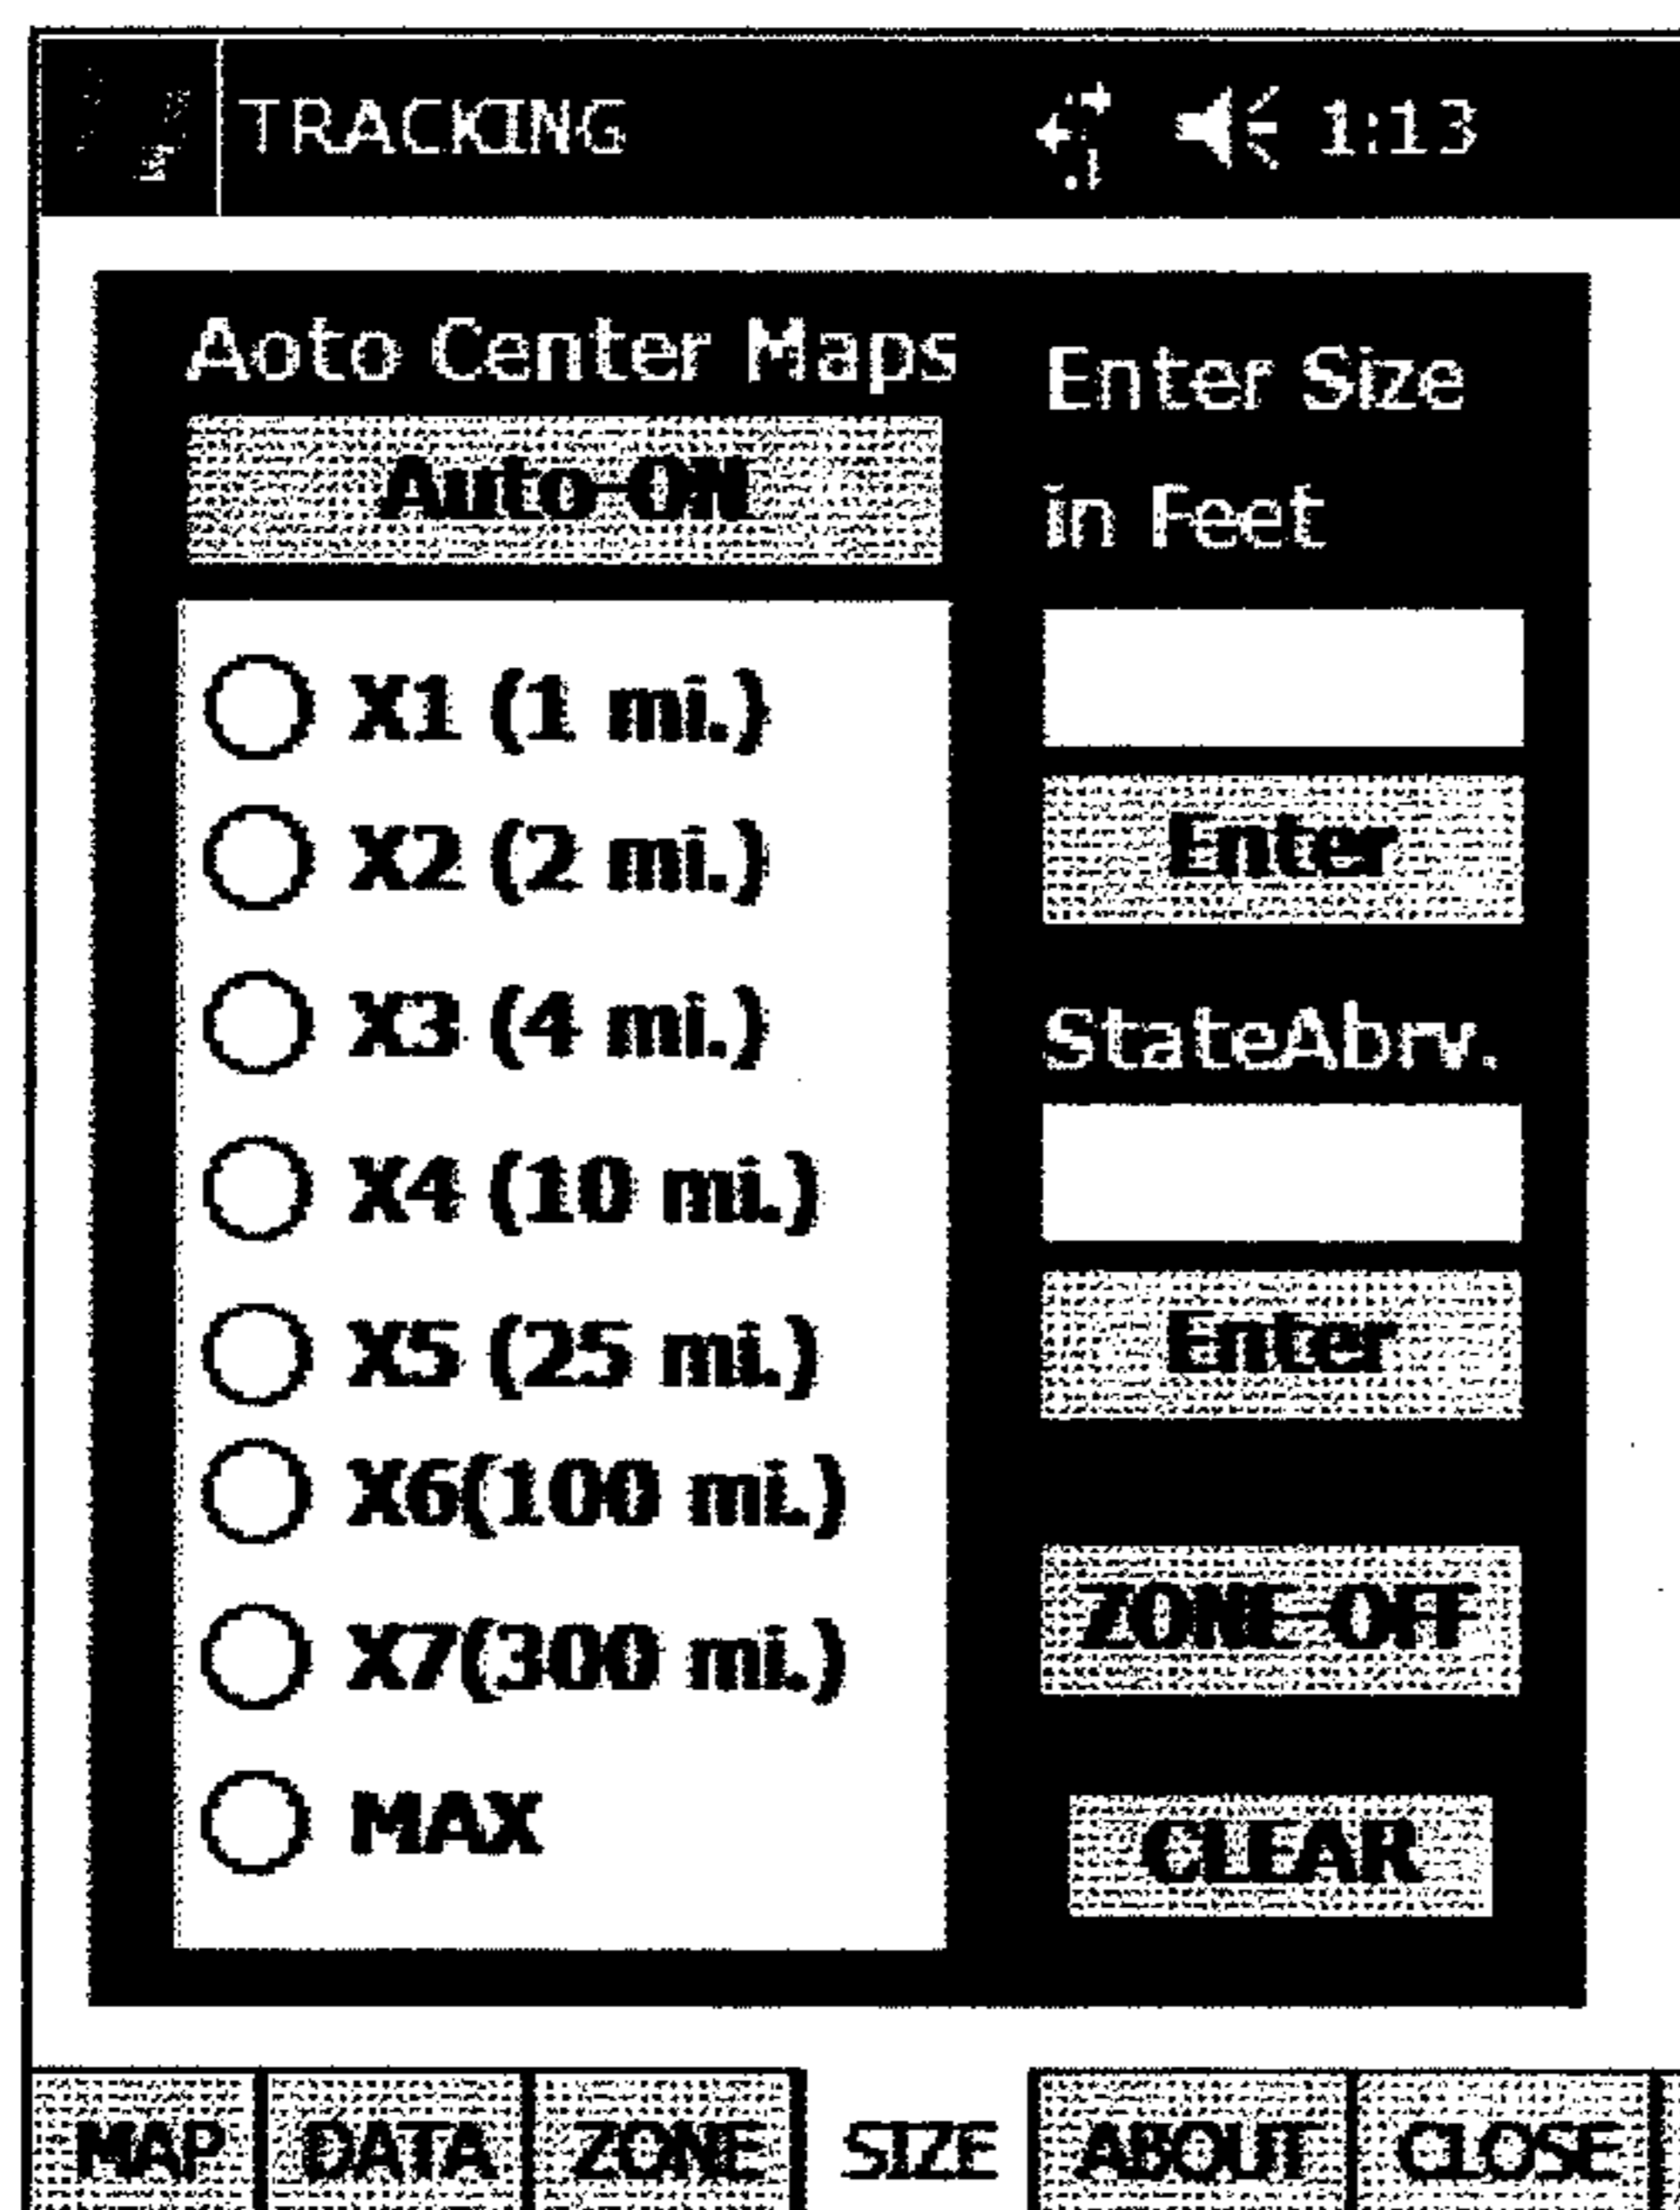 TRACKING 1:13
Aoto Center Maps
Auto-ON
X1 (1 mi.)
X2 (2 mi.)
X3 (4 mi.)
X4 (10 mi.)
X5 (25 mi.)
X6(100 mi.)
X7(300 mi.)
MAX
Enter Size
in Feet
Enter
StateAbrv.
Enter
ZONE-OFF
CLEAR
MAP DATA ZONE SIZE ABOUT CLOSE